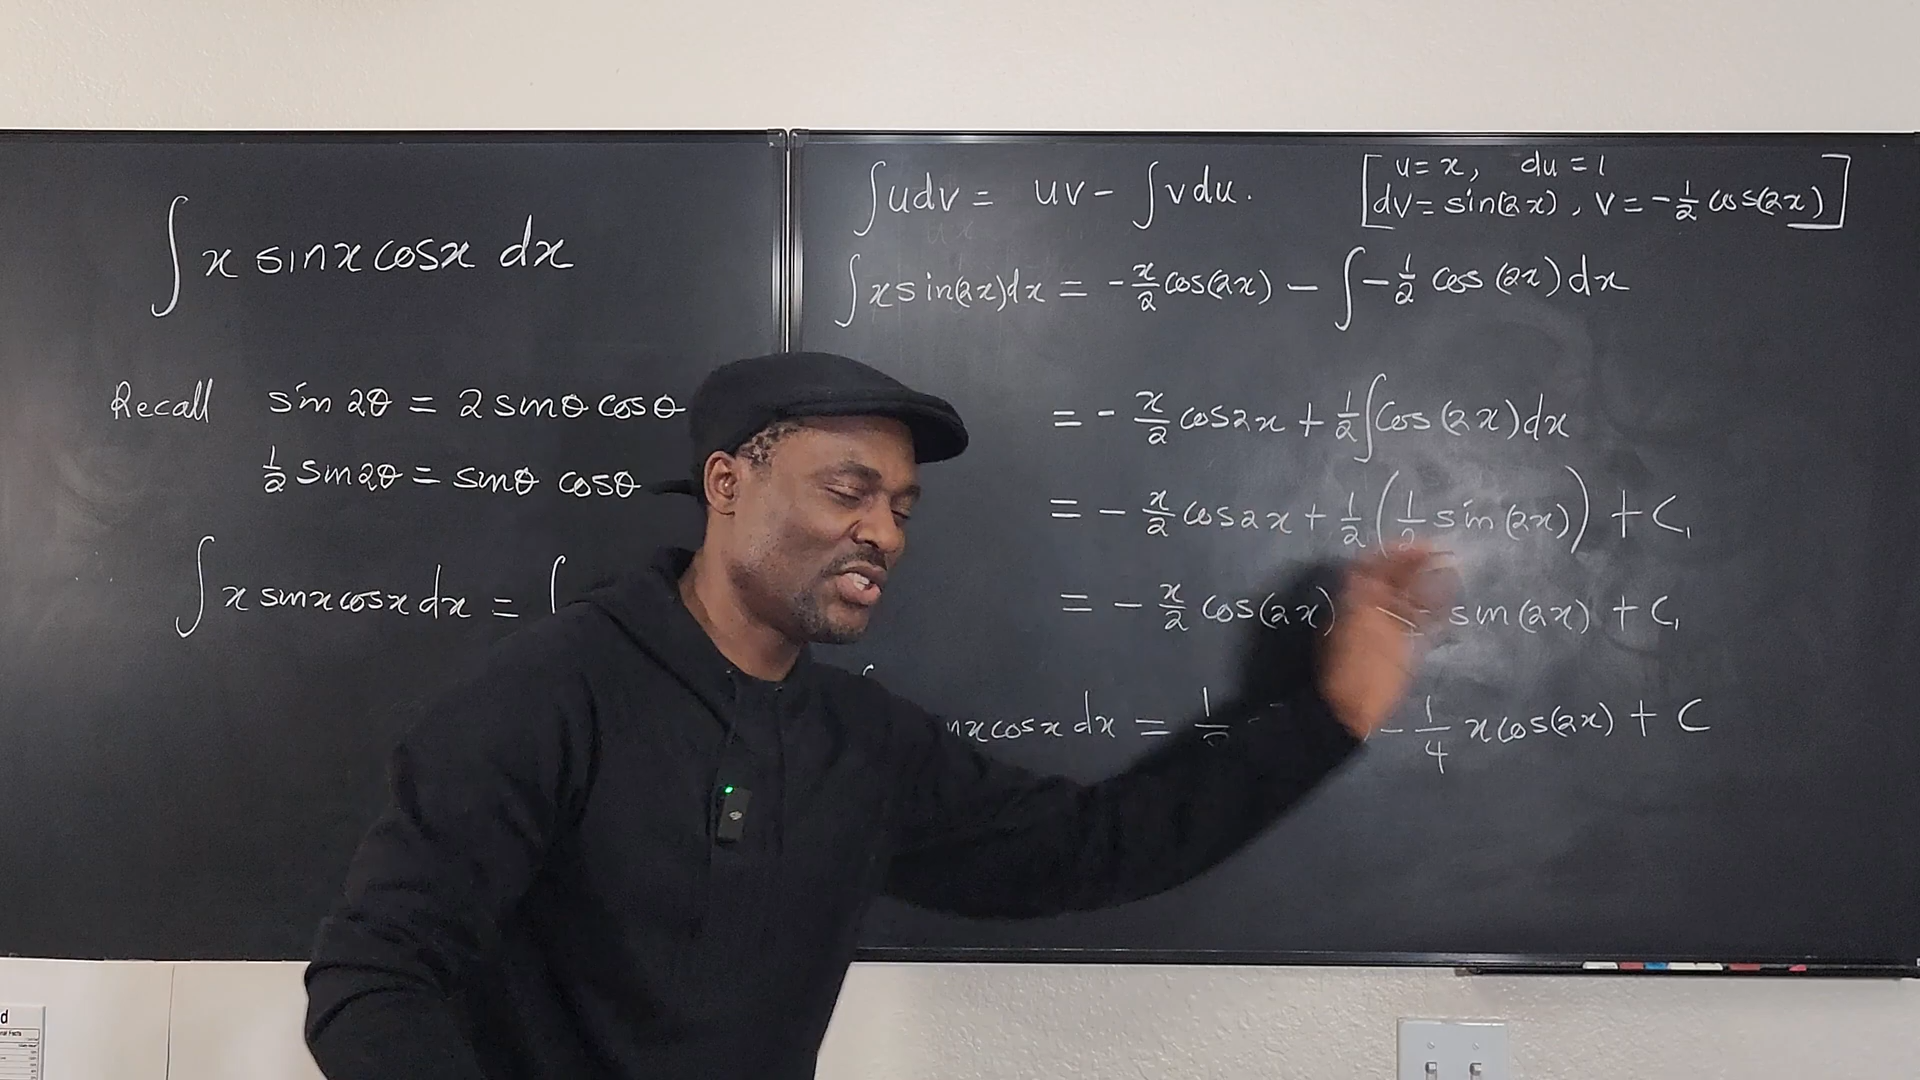 ∫ x sinx cosx dx
Recall sin 2θ = 2 sinθ cosθ
1/2 sin2θ = sinθ cosθ
∫ x sinx cosx dx = ∫
∫udv = uv - ∫vdu.
[u = x, du = 1
dv = sin(2x), v = -1/2 cos(2x)]
∫x sin(2x)dx = -x/2 cos(2x) - ∫-1/2 cos(2x)dx
= - x/2 cos2x + 1/2 ∫cos(2x)dx
= - x/2 cos2x + 1/2 (1/2 sin(2x)) + C₁
= - x/2 cos(2x) sin(2x) + C₁
cosx dx = - 1/4 x cos(2x) + C
d